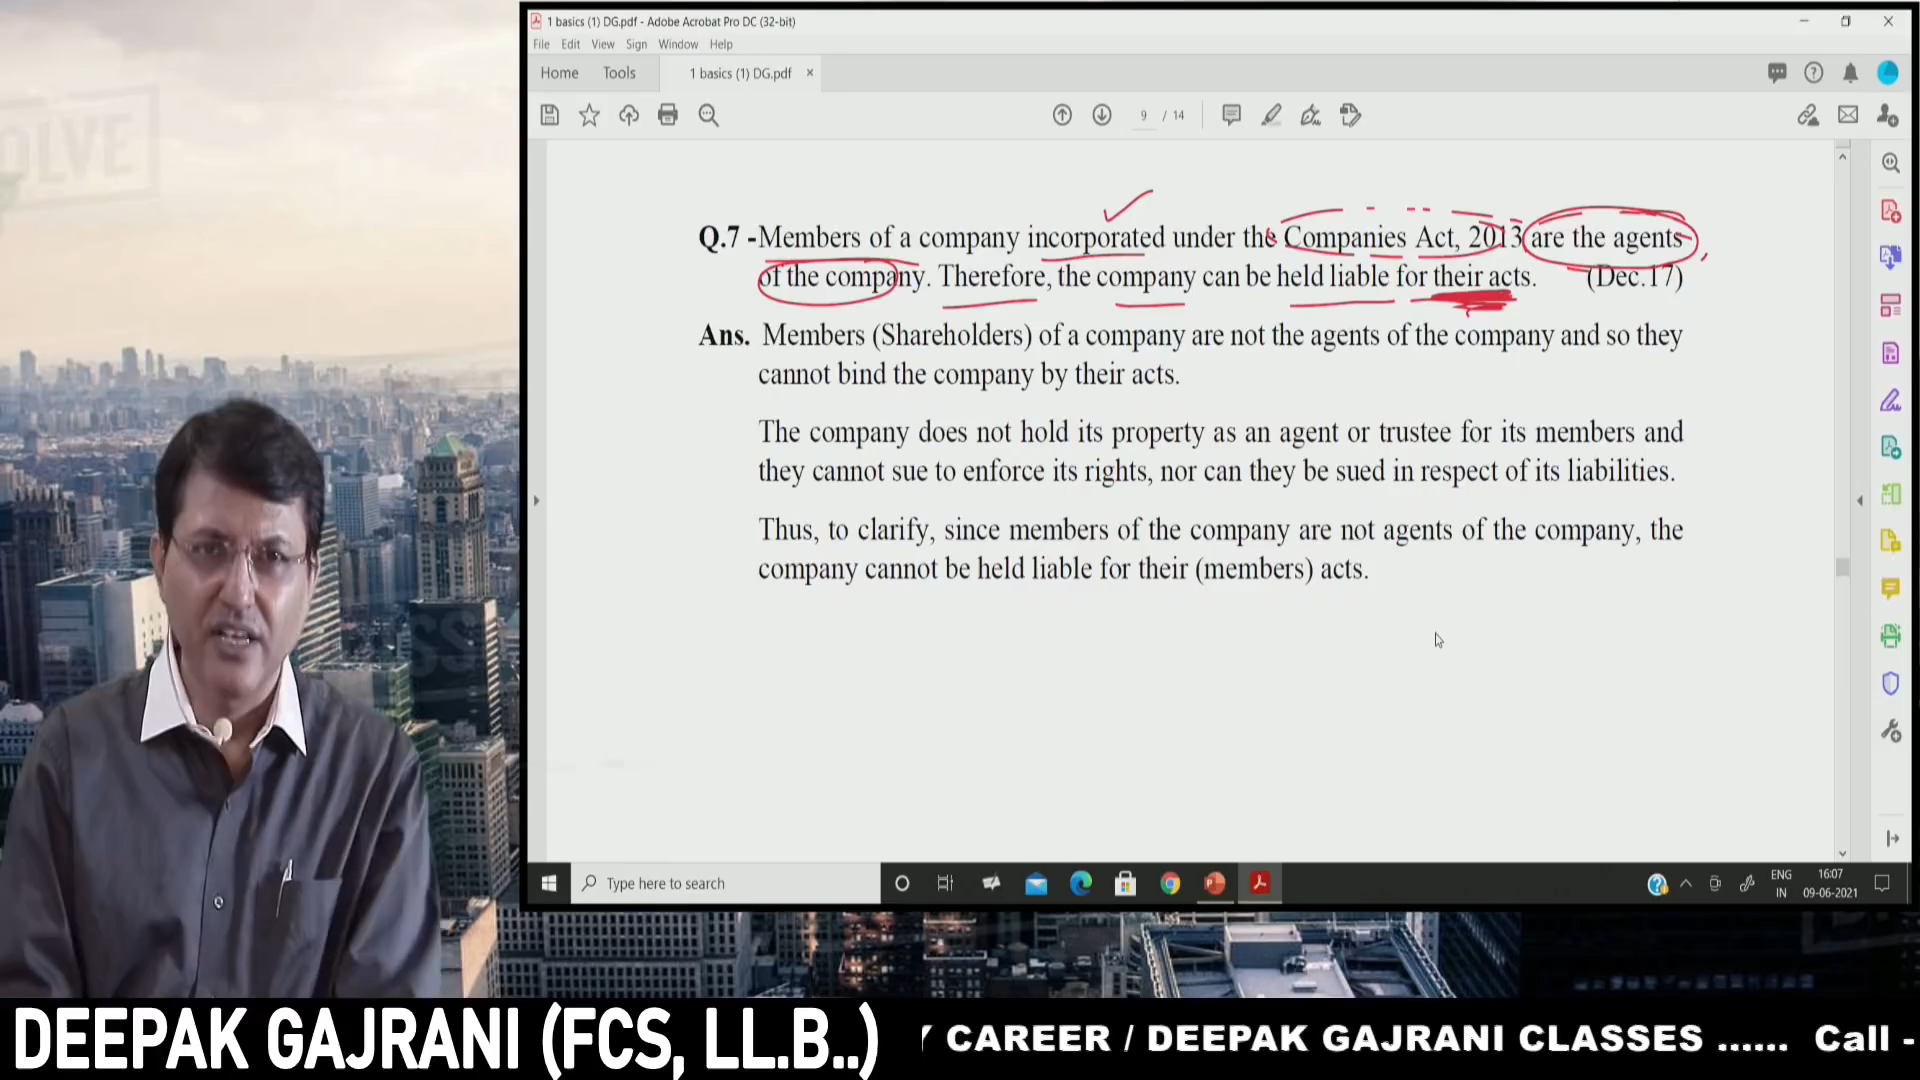 OLVE
1 basics (1) DG.pdf - Adobe Acrobat Pro DC (32-bit)
File Edit View Sign Window Help
Home Tools 1 basics (1) DG.pdf ×
9 / 14
Q.7 -Members of a company incorporated under the Companies Act, 2013 are the agents
of the company. Therefore, the company can be held liable for their acts. (Dec.17)
Ans. Members (Shareholders) of a company are not the agents of the company and so they
cannot bind the company by their acts.
The company does not hold its property as an agent or trustee for its members and
they cannot sue to enforce its rights, nor can they be sued in respect of its liabilities.
Thus, to clarify, since members of the company are not agents of the company, the
company cannot be held liable for their (members) acts.
Type here to search
ENG 16:07
IN 09-06-2021
DEEPAK GAJRANI (FCS, LL.B..)
Y CAREER / DEEPAK GAJRANI CLASSES ...... Call -